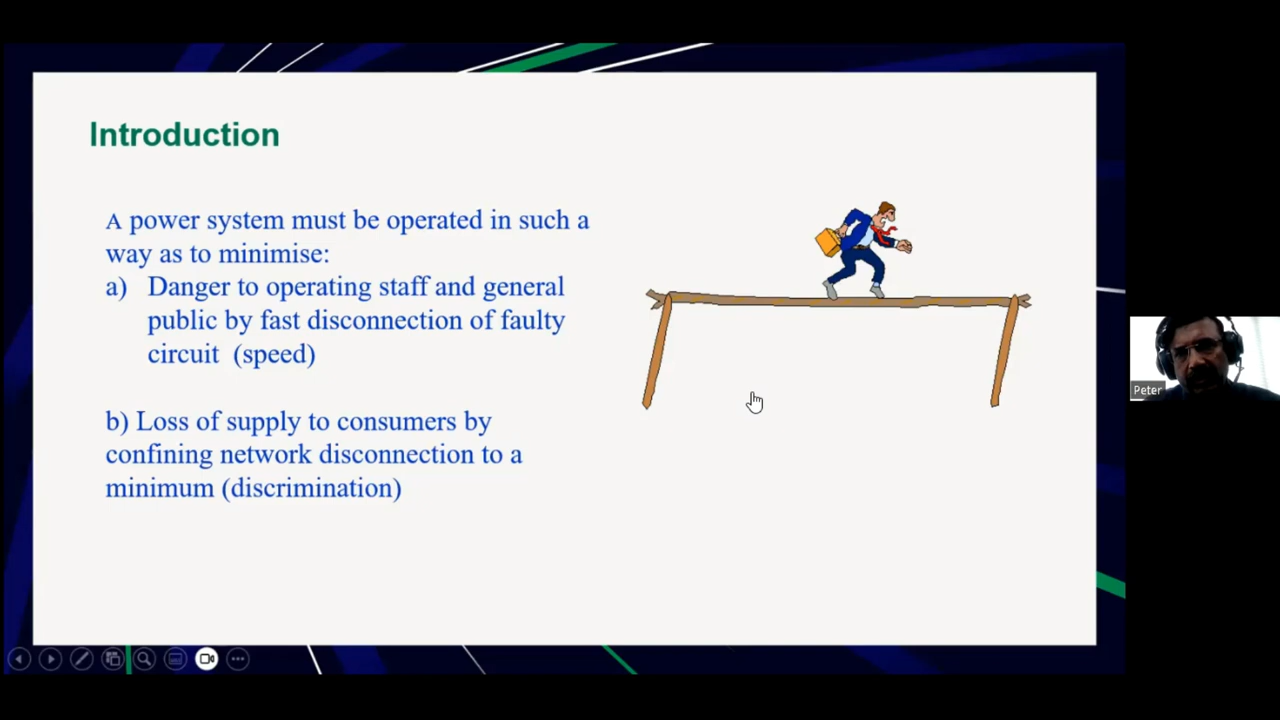 Introduction
A power system must be operated in such a
way as to minimise:
a) Danger to operating staff and general
public by fast disconnection of faulty
circuit (speed)
b) Loss of supply to consumers by
confining network disconnection to a
minimum (discrimination)
Peter